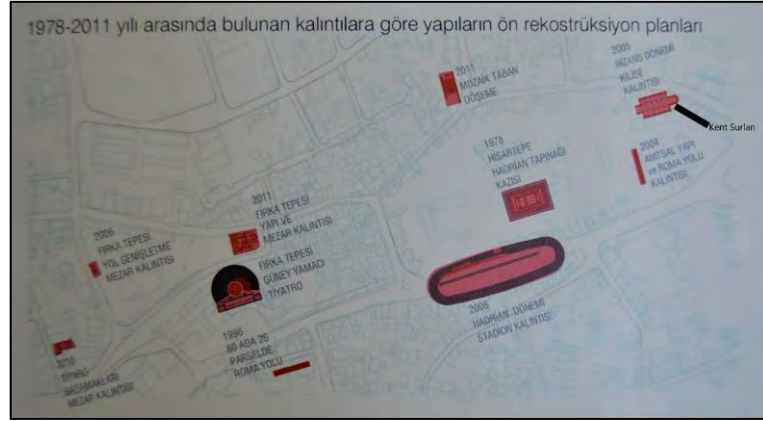 1978-2011 yılı arasında bulunan kalıntılara göre yapıların ön rekostrüksiyon planları
2011
MOZAİK TABAN
DÖŞEME
2005
BİZANS DÖNEMİ
KİLİSE
KALINTISI
Kent Surları
1978
HİSARTEPE
HADRİAN TAPINAĞI
KAZISI
2004
ANITSAL YAPI
ve ROMA YOLU
KALINTISI
2011
FIRKA TEPESİ
YAPI VE
MEZAR KALINTISI
2006
FIRKA TEPESİ
YOL GENİŞLETME
MEZAR KALINTISI
FIRKA TEPESİ
GÜNEY YAMACI
TİYATRO
2006
HADRİAN DÖNEMİ
STADION KALINTISI
1996
80 ADA 26
PARSELDE
ROMA YOLU
2010
BASAMAKLARI
MEZAR KALINTISI